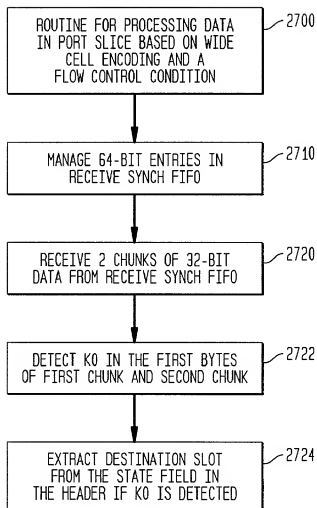 ROUTINE FOR PROCESSING DATA
IN PORT SLICE BASED ON WIDE
CELL ENCODING AND A
FLOW CONTROL CONDITION
2700
MANAGE 64-BIT ENTRIES IN
RECEIVE SYNCH FIFO
2710
RECEIVE 2 CHUNKS OF 32-BIT
DATA FROM RECEIVE SYNCH FIFO
2720
DETECT K0 IN THE FIRST BYTES
OF FIRST CHUNK AND SECOND CHUNK
2722
EXTRACT DESTINATION SLOT
FROM THE STATE FIELD IN
THE HEADER IF K0 IS DETECTED
2724